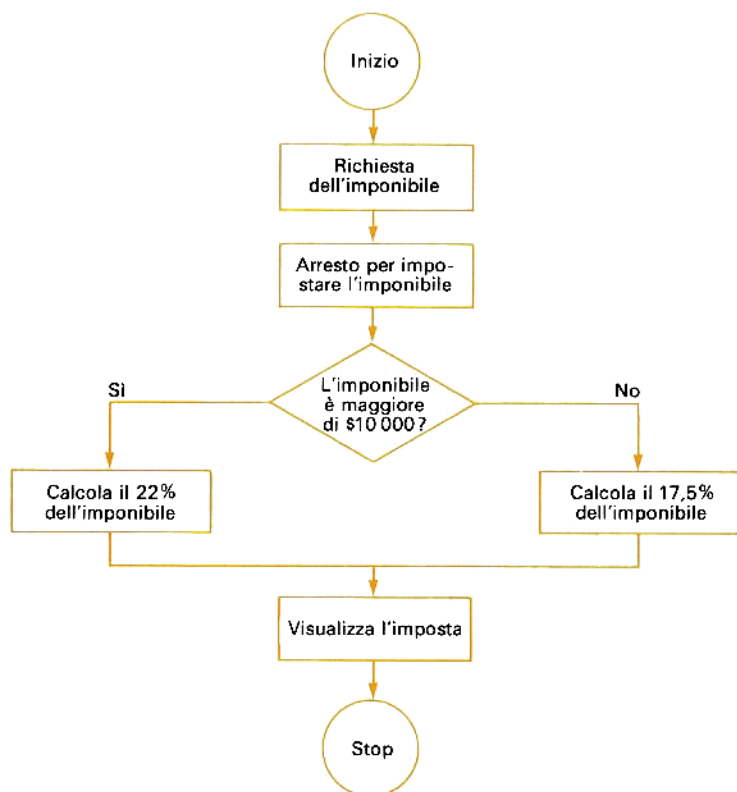 Inizio
Richiesta
dell'imponibile
Arresto per impo-
stare l'imponibile
L'imponibile
è maggiore
di $10 000?
Sì
No
Calcola il 22%
dell'imponibile
Calcola il 17,5%
dell'imponibile
Visualizza l'imposta
Stop